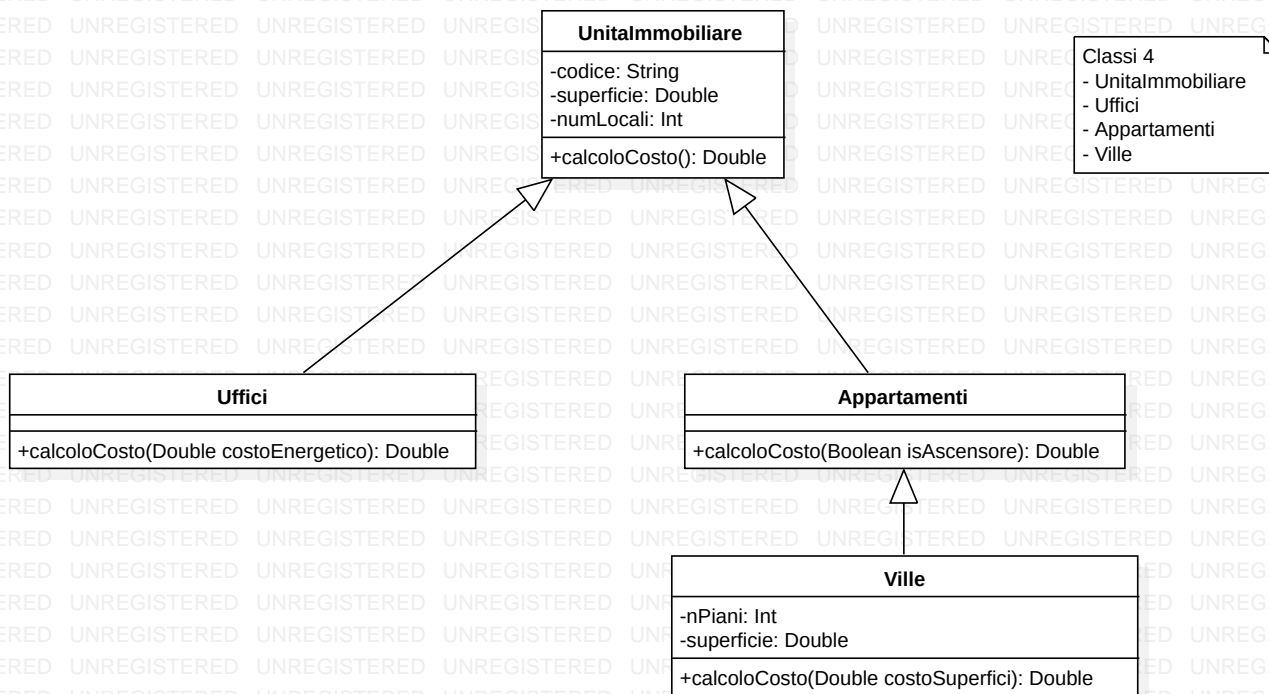 UnitaImmobiliare
-codice: String
-superficie: Double
-numLocali: Int
+calcoloCosto(): Double
Classi 4
- UnitaImmobiliare
- Uffici
- Appartamenti
- Ville
Uffici
+calcoloCosto(Double costoEnergetico): Double
Appartamenti
+calcoloCosto(Boolean isAscensore): Double
Ville
-nPiani: Int
-superficie: Double
+calcoloCosto(Double costoSuperfici): Double
UNREGISTERED